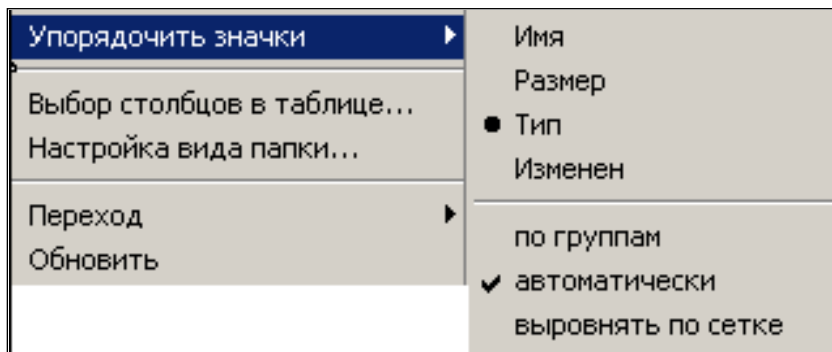 Упорядочить значки
Выбор столбцов в таблице...
Настройка вида папки...
Переход
Обновить
Имя
Размер
Тип
Изменен
по группам
автоматически
выровнять по сетке